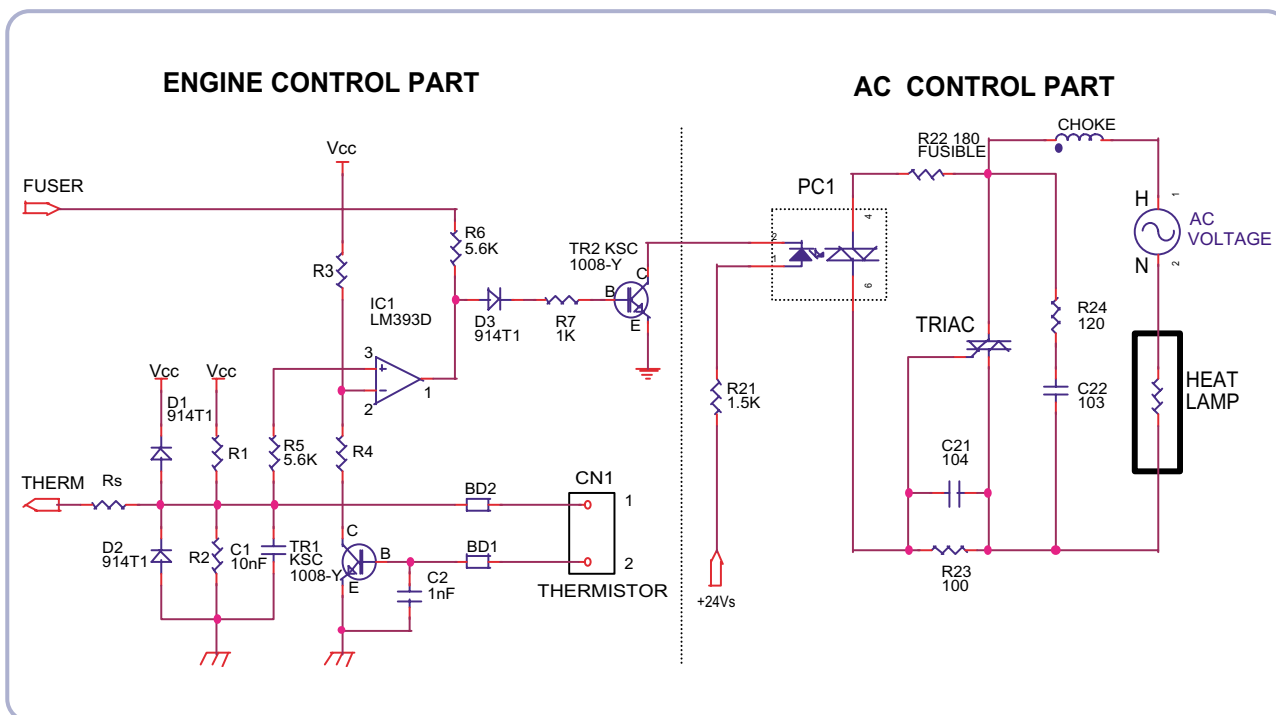 ENGINE CONTROL PART
AC CONTROL PART
CHOKE
R22 180
FUSIBLE
Vcc
FUSER
PC1
4
H
1
AC
VOLTAGE
N
2
R6
5.6K
TR2 KSC
1008-Y
C
B
E
2
1
6
R3
IC1
LM393D
D3
914T1
R7
1K
TRIAC
R24
120
3
+
-
2
1
Vcc
Vcc
D1
914T1
R21
1.5K
C22
103
HEAT
LAMP
R1
R5
5.6K
R4
C21
104
THERM
Rs
BD2
CN1
1
D2
914T1
R2
C1
10nF
TR1
KSC
1008-Y
C
B
E
BD1
2
C2
1nF
THERMISTOR
R23
100
+24Vs